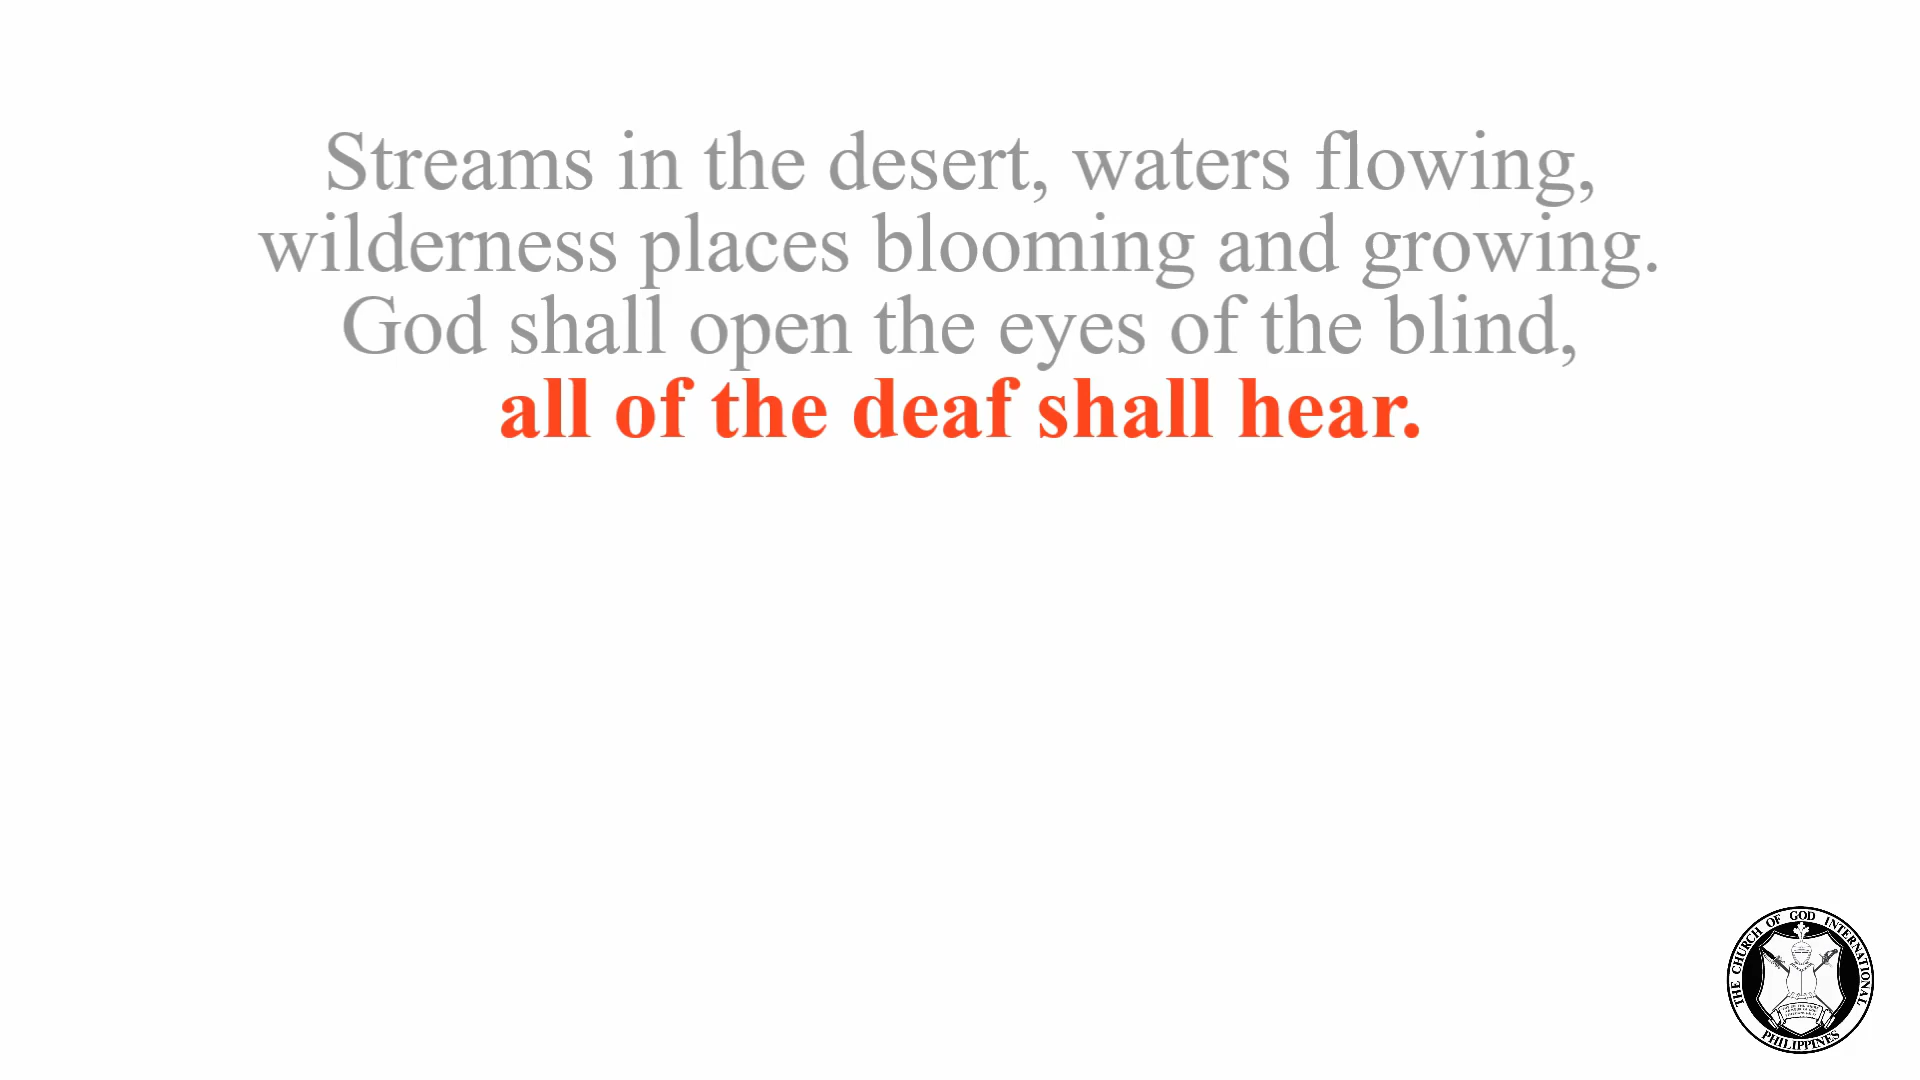 Streams in the desert, waters flowing,
wilderness places blooming and growing.
God shall open the eyes of the blind,
all of the deaf shall hear.
THE CHURCH OF GOD INTERNATIONAL
PHILIPPINES